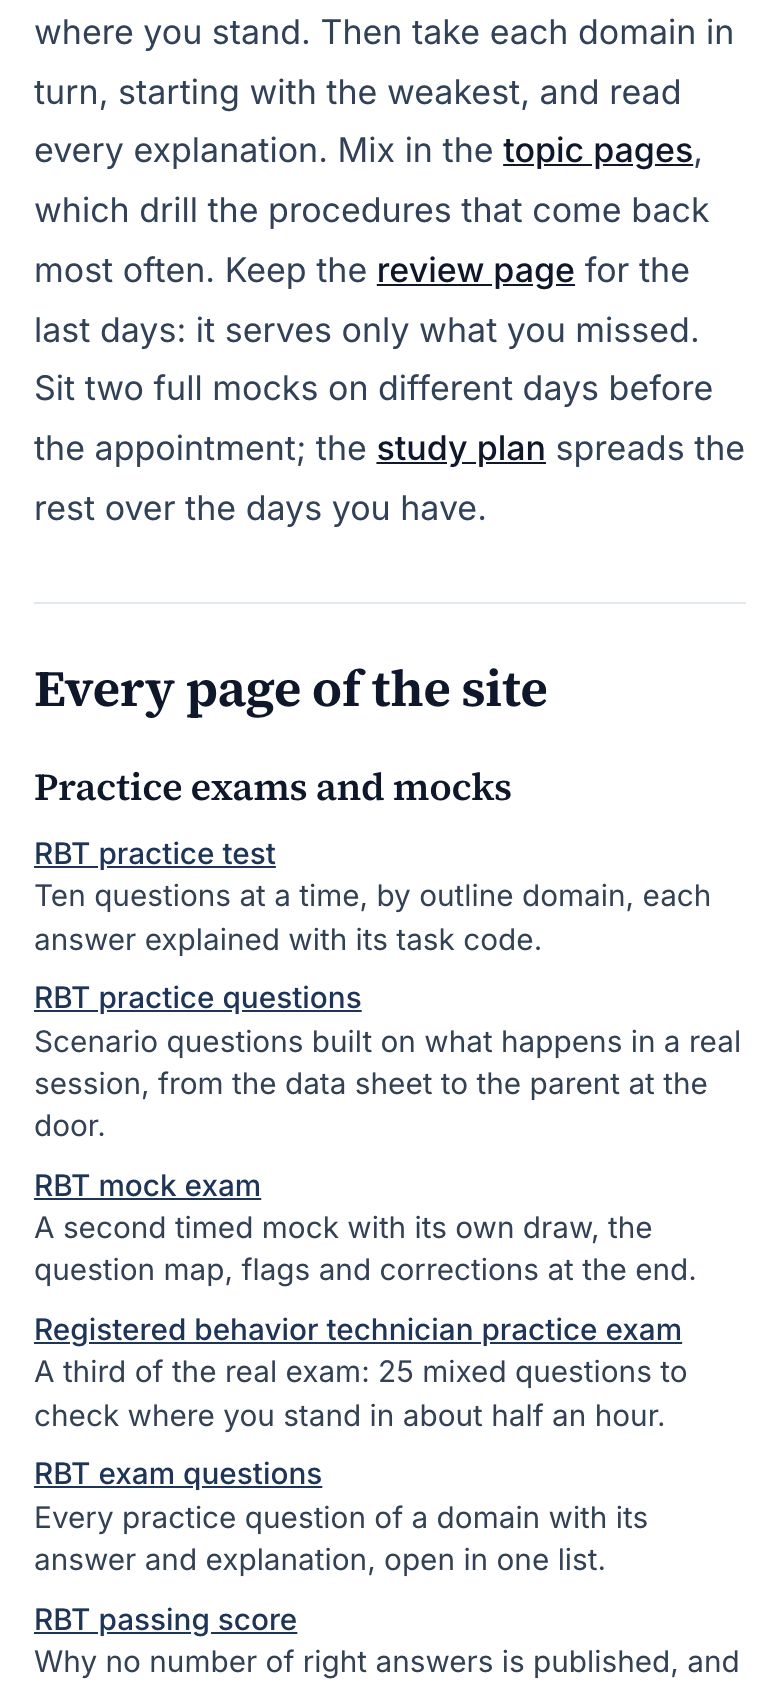 where you stand. Then take each domain in
turn, starting with the weakest, and read
every explanation. Mix in the topic pages,
which drill the procedures that come back
most often. Keep the review page for the
last days: it serves only what you missed.
Sit two full mocks on different days before
the appointment; the study plan spreads the
rest over the days you have.
Every page of the site
Practice exams and mocks
RBT practice test
Ten questions at a time, by outline domain, each
answer explained with its task code.
RBT practice questions
Scenario questions built on what happens in a real
session, from the data sheet to the parent at the
door.
RBT mock exam
A second timed mock with its own draw, the
question map, flags and corrections at the end.
Registered behavior technician practice exam
A third of the real exam: 25 mixed questions to
check where you stand in about half an hour.
RBT exam questions
Every practice question of a domain with its
answer and explanation, open in one list.
RBT passing score
Why no number of right answers is published, and